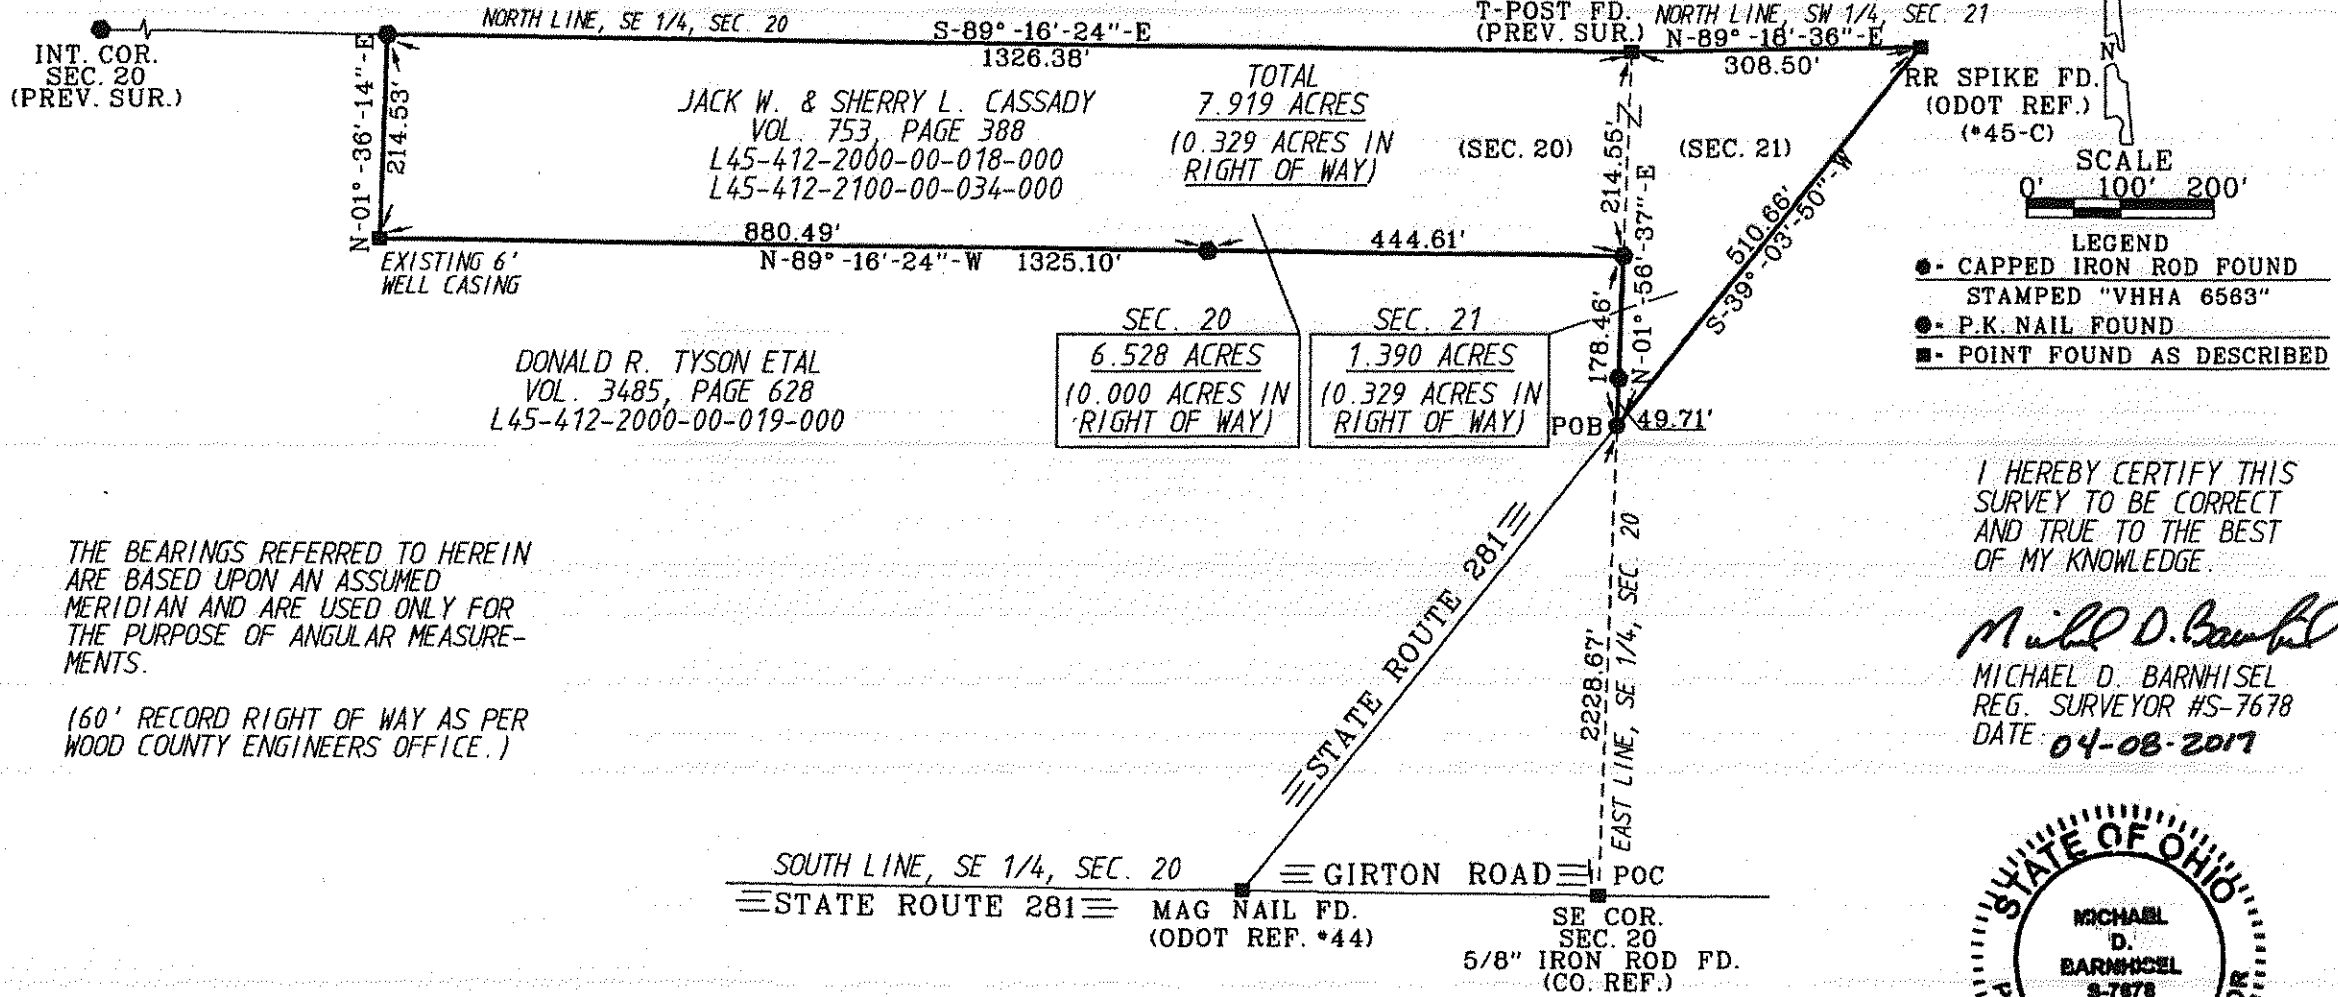 NORTH LINE, SE 1/4, SEC. 20
S-89°-16'-24"-E
1326.38'
T-POST FD.
(PREV. SUR.)
NORTH LINE, SW 1/4, SEC. 21
N-89°-18'-36"-E
308.50'
N
INT. COR.
SEC. 20
(PREV. SUR.)
N-01°-36'-14"-E
214.53'
JACK W. & SHERRY L. CASSADY
VOL. 753, PAGE 388
L45-412-2000-00-018-000
L45-412-2100-00-034-000
TOTAL
7.919 ACRES
(0.329 ACRES IN
RIGHT OF WAY)
(SEC. 20)
214.55'
Z
(SEC. 21)
RR SPIKE FD.
(ODOT REF.)
(*45-C)
SCALE
0' 100' 200'
880.49'
444.61'
N-89°-16'-24"-W 1325.10'
EXISTING 6'
WELL CASING
N-01°-56'-37"-E
178.46'
510.66'
S-39°-03'-50"-W
LEGEND
- CAPPED IRON ROD FOUND
STAMPED "VHHA 6563"
- P.K. NAIL FOUND
- POINT FOUND AS DESCRIBED
SEC. 20
6.528 ACRES
(0.000 ACRES IN
RIGHT OF WAY)
SEC. 21
1.390 ACRES
(0.329 ACRES IN
RIGHT OF WAY)
POB
49.71'
DONALD R. TYSON ETAL
VOL. 3485, PAGE 628
L45-412-2000-00-019-000
THE BEARINGS REFERRED TO HEREIN
ARE BASED UPON AN ASSUMED
MERIDIAN AND ARE USED ONLY FOR
THE PURPOSE OF ANGULAR MEASURE-
MENTS.
(60' RECORD RIGHT OF WAY AS PER
WOOD COUNTY ENGINEERS OFFICE.)
STATE ROUTE 281
2228.67'
EAST LINE, SE 1/4, SEC. 20
I HEREBY CERTIFY THIS
SURVEY TO BE CORRECT
AND TRUE TO THE BEST
OF MY KNOWLEDGE.
MICHAEL D. BARNHISEL
REG. SURVEYOR #S-7678
DATE 04-08-2017
SOUTH LINE, SE 1/4, SEC. 20
STATE ROUTE 281
GIRTON ROAD
POC
MAG NAIL FD.
(ODOT REF. *44)
SE COR.
SEC. 20
5/8" IRON ROD FD.
(CO. REF.)
STATE OF OHIO
MICHAEL
D.
BARNHISEL
S-7678